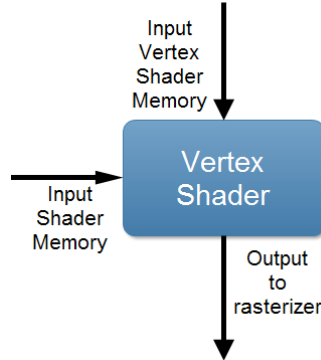 Input
Vertex
Shader
Memory
Vertex
Shader
Input
Shader
Memory
Output
to
rasterizer